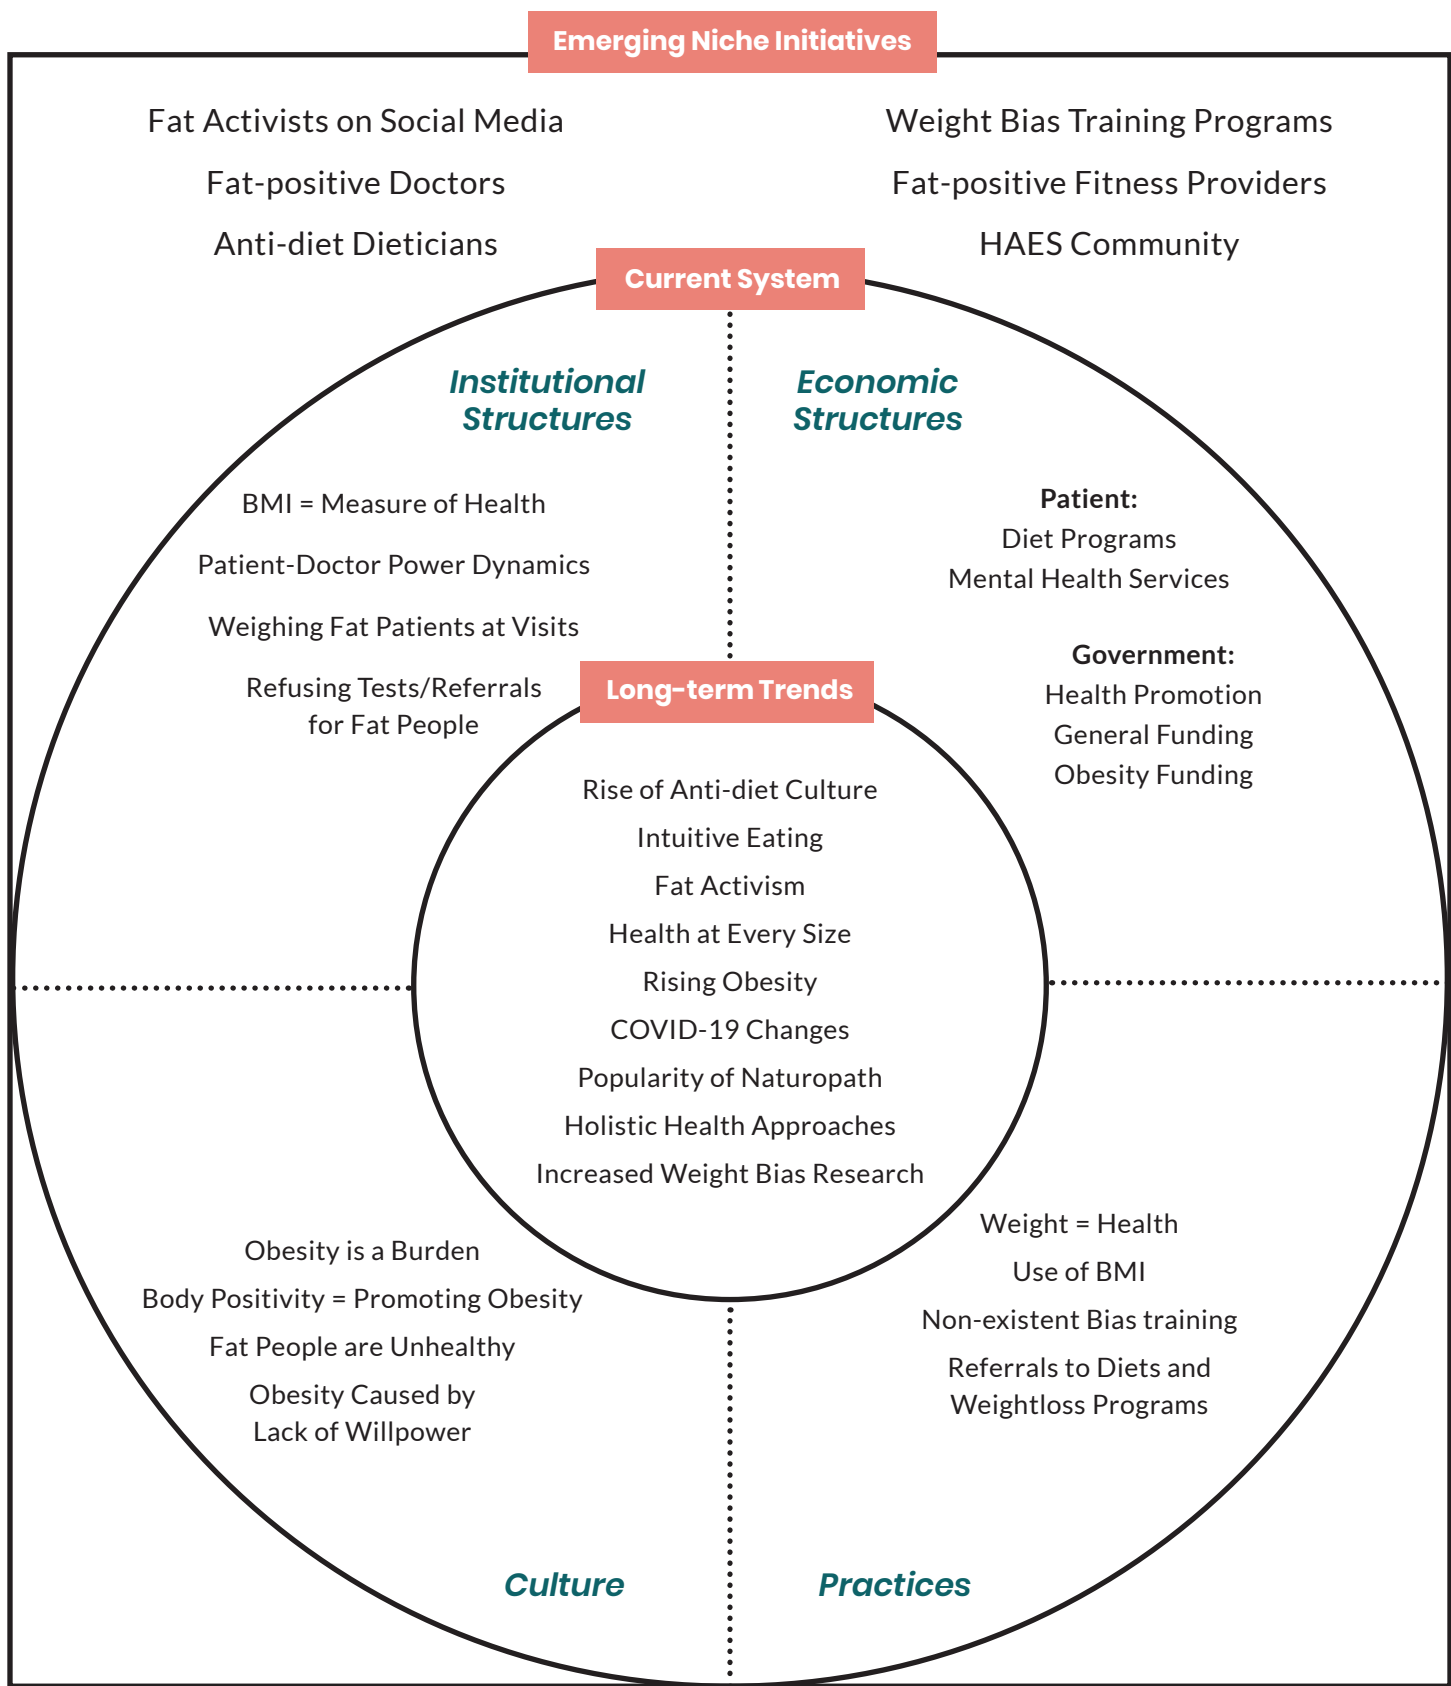 Emerging Niche Initiatives
Fat Activists on Social Media
Fat-positive Doctors
Anti-diet Dieticians
Weight Bias Training Programs
Fat-positive Fitness Providers
HAES Community
Current System
Institutional
Structures
BMI = Measure of Health
Patient-Doctor Power Dynamics
Weighing Fat Patients at Visits
Refusing Tests/Referrals
for Fat People
Economic
Structures
Patient:
Diet Programs
Mental Health Services
Government:
Health Promotion
General Funding
Obesity Funding
Long-term Trends
Rise of Anti-diet Culture
Intuitive Eating
Fat Activism
Health at Every Size
Rising Obesity
COVID-19 Changes
Popularity of Naturopath
Holistic Health Approaches
Increased Weight Bias Research
Obesity is a Burden
Body Positivity = Promoting Obesity
Fat People are Unhealthy
Obesity Caused by
Lack of Willpower
Culture
Weight = Health
Use of BMI
Non-existent Bias training
Referrals to Diets and
Weightloss Programs
Practices